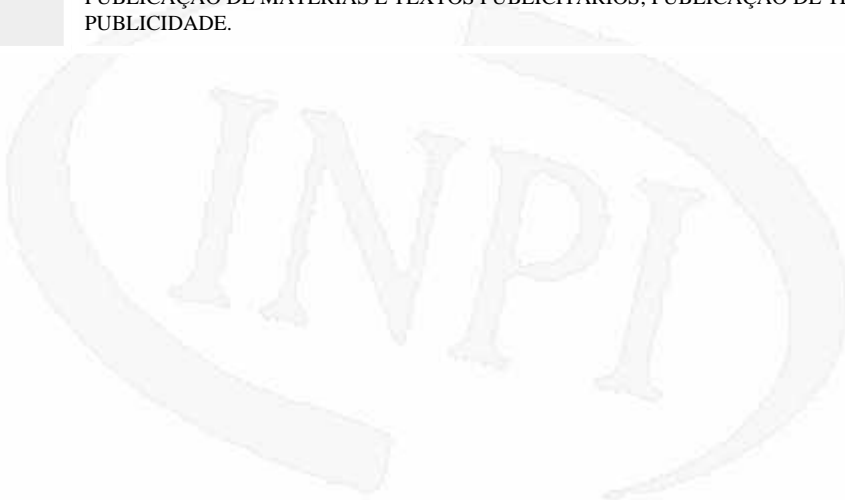 PUBLICAÇÃO DE MATÉRIAS E TEXTOS PUBLICITÁRIOS; PUBLICAÇÃO DE
PUBLICIDADE.
INPI